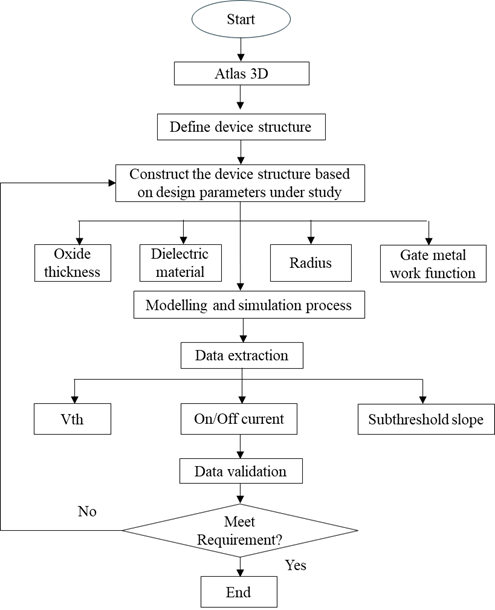 Start
Atlas 3D
Define device structure
Construct the device structure based
on design parameters under study
Oxide
thickness
Dielectric
material
Radius
Gate metal
work function
Modelling and simulation process
Data extraction
Vth
On/Off current
Subthreshold slope
Data validation
No
Meet
Requirement?
Yes
End